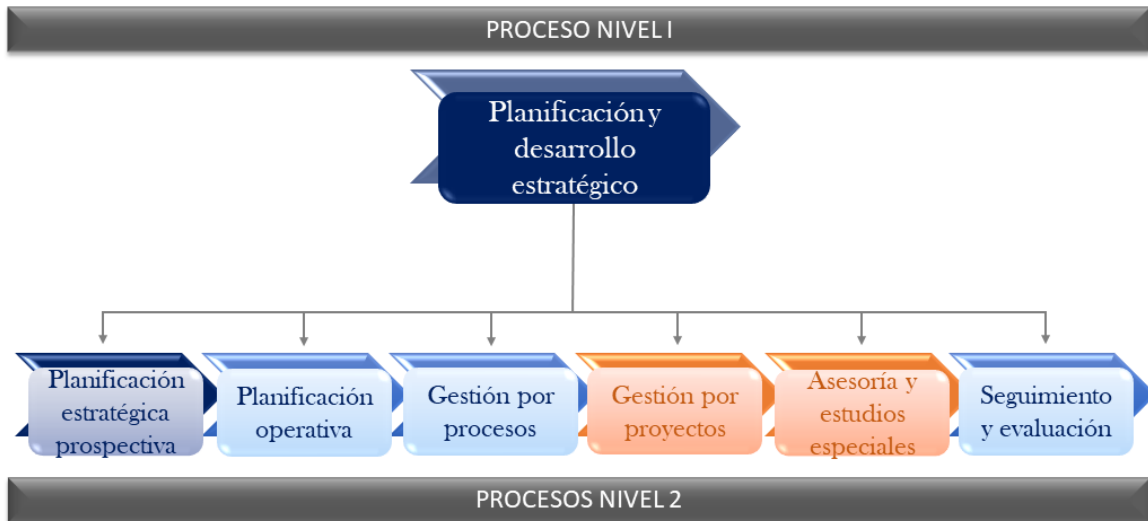 PROCESO NIVEL I
Planificación y
desarrollo
estratégico
Planificación
estratégica
prospectiva
Planificación
operativa
Gestión por
procesos
Gestión por
proyectos
Asesoría y
estudios
especiales
Seguimiento
y evaluación
PROCESOS NIVEL 2